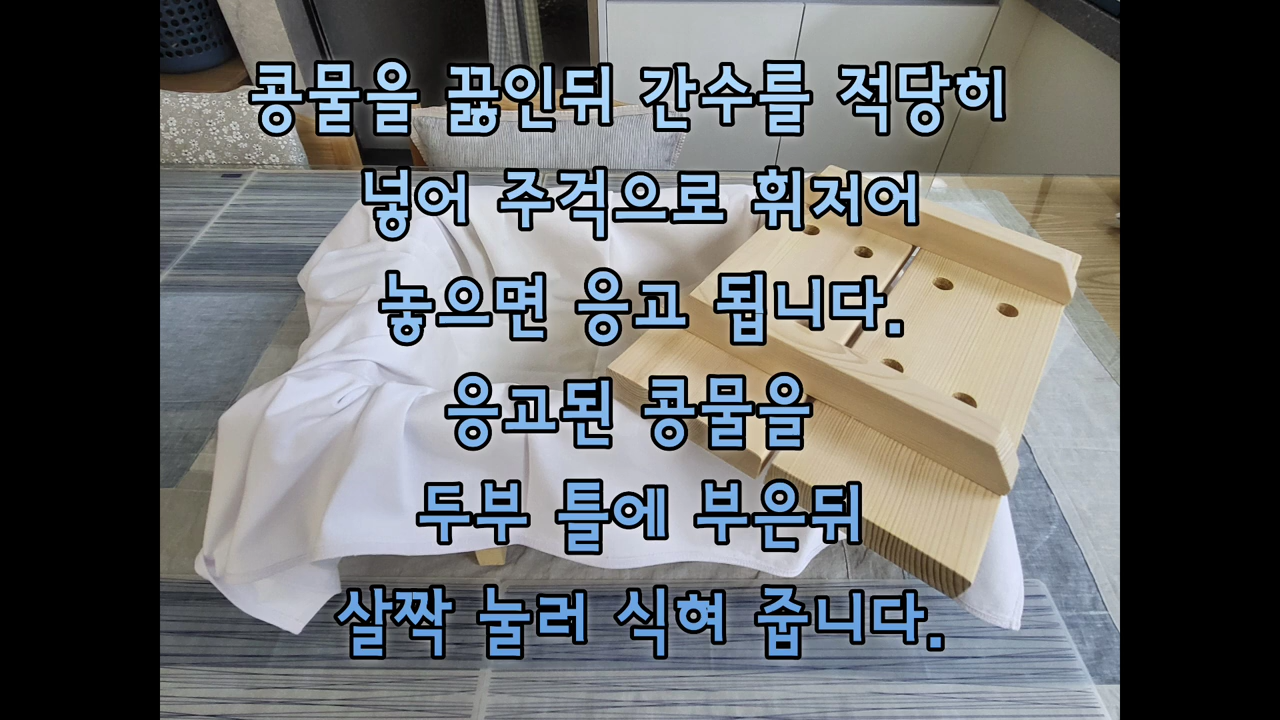 콩물을 끓인뒤 간수를 적당히
넣어 주걱으로 휘저어
놓으면 응고 됩니다.
응고된 콩물을
두부 틀에 부은뒤
살짝 눌러 식혀 줍니다.